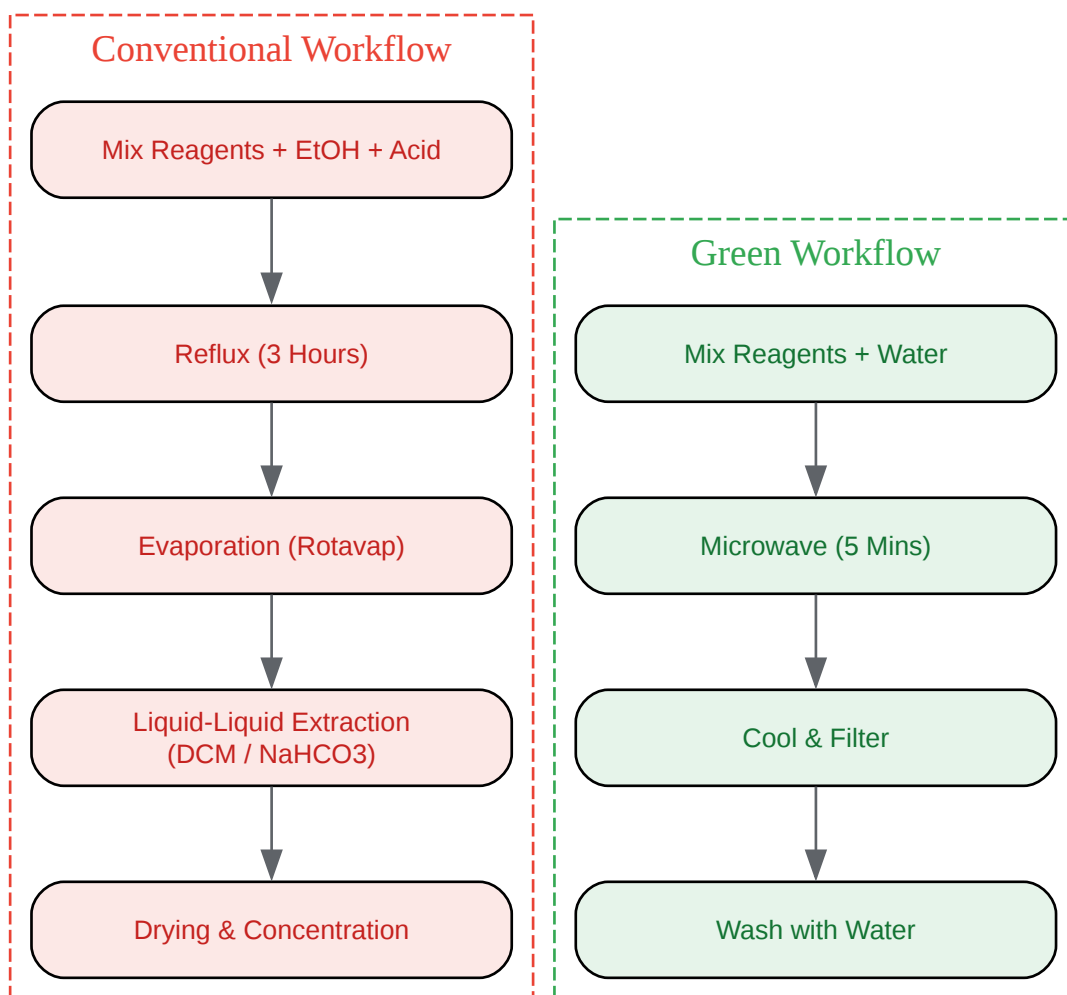 Conventional Workflow
Mix Reagents + EtOH + Acid
Reflux (3 Hours)
Evaporation (Rotavap)
Liquid-Liquid Extraction
(DCM / NaHCO3)
Drying & Concentration
Green Workflow
Mix Reagents + Water
Microwave (5 Mins)
Cool & Filter
Wash with Water